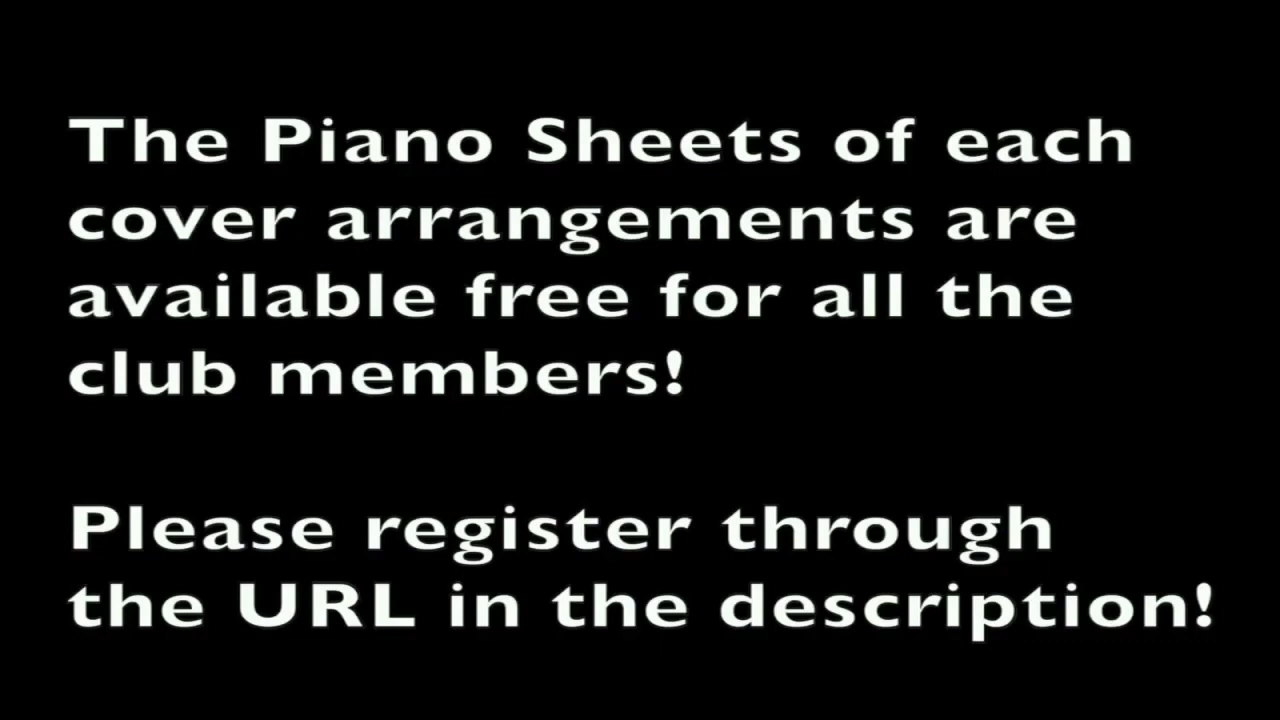 The Piano Sheets of each
cover arrangements are
available free for all the
club members!
Please register through
the URL in the description!